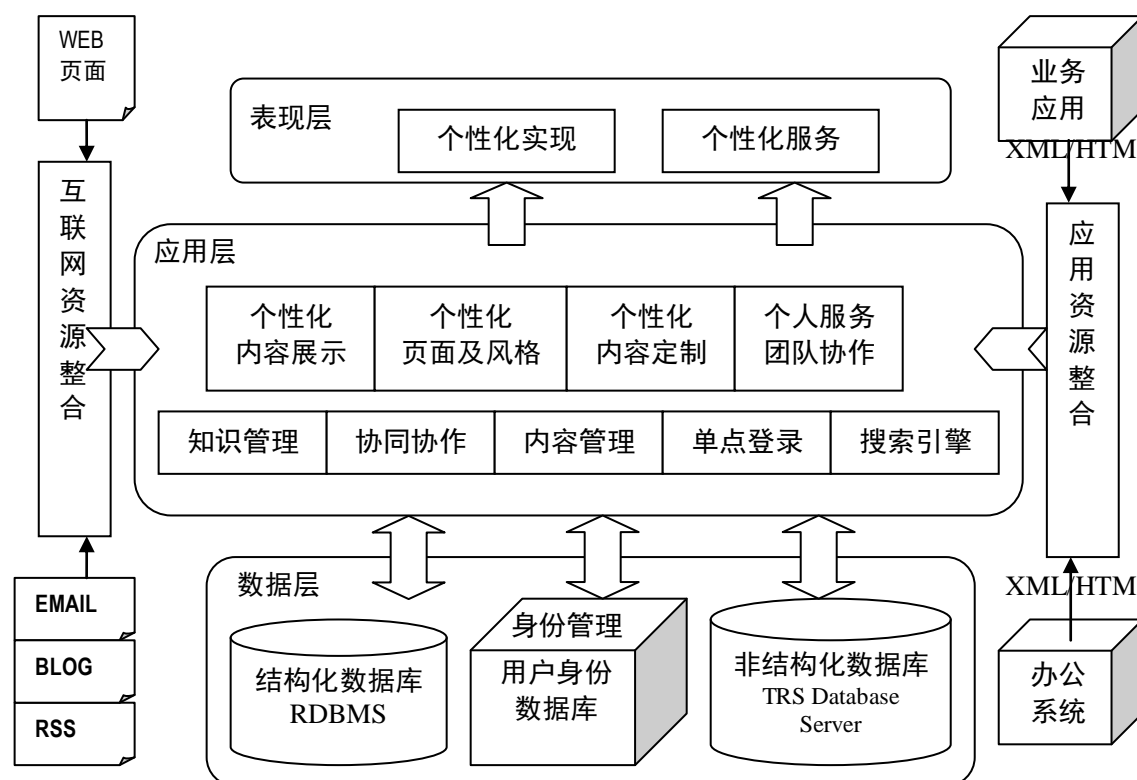 WEB
页面
业务
应用
XML/HTM
表现层
个性化实现
个性化服务
互
联
网
资
源
整
合
应用层
个性化
内容展示
个性化
页面及风格
个性化
内容定制
个人服务
团队协作
知识管理
协同协作
内容管理
单点登录
搜索引擎
应
用
资
源
整
合
EMAIL
BLOG
RSS
数据层
结构化数据库
RDBMS
身份管理
用户身份
数据库
非结构化数据库
TRS Database
Server
XML/HTM
办公
系统